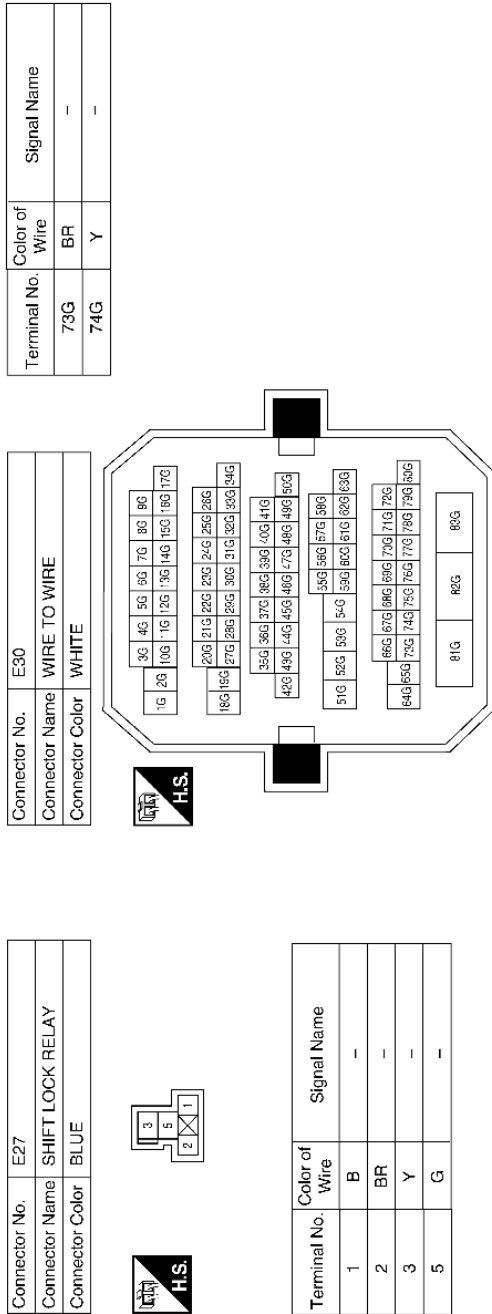 Connector No. E27
Connector Name SHIFT LOCK RELAY
Connector Color BLUE
H.S.
3
5
2 1
Terminal No. Color of Wire Signal Name
1 B –
2 BR –
3 Y –
5 G –
Connector No. E30
Connector Name WIRE TO WIRE
Connector Color WHITE
H.S.
3G 4G 5G 6G 7G 8G 9G
1G 2G 10G 11G 12G 13G 14G 15G 16G 17G
20G 21G 22G 23G 24G 25G 26G
18G 19G 27G 28G 29G 30G 31G 32G 33G 34G
35G 36G 37G 38G 39G 40G 41G
42G 43G 44G 45G 46G 47G 48G 49G 50G
55G 56G 57G 58G
51G 52G 53G 54G 59G 60G 61G 62G 63G
66G 67G 68G 69G 70G 71G 72G
64G 65G 73G 74G 75G 76G 77G 78G 79G 80G
81G 82G 83G
Terminal No. Color of Wire Signal Name
73G BR –
74G Y –